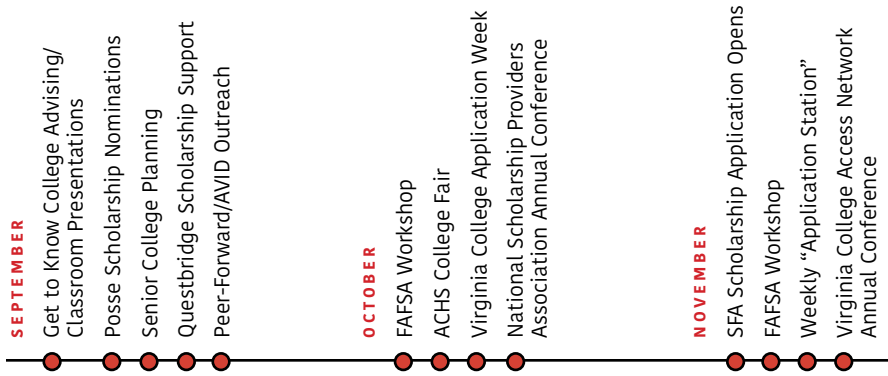 SEPTEMBER
Get to Know College Advising/
Classroom Presentations
Posse Scholarship Nominations
Senior College Planning
Questbridge Scholarship Support
Peer-Forward/AVID Outreach
OCTOBER
FAFSA Workshop
ACHS College Fair
Virginia College Application Week
National Scholarship Providers
Association Annual Conference
NOVEMBER
SFA Scholarship Application Opens
FAFSA Workshop
Weekly “Application Station”
Virginia College Access Network
Annual Conference